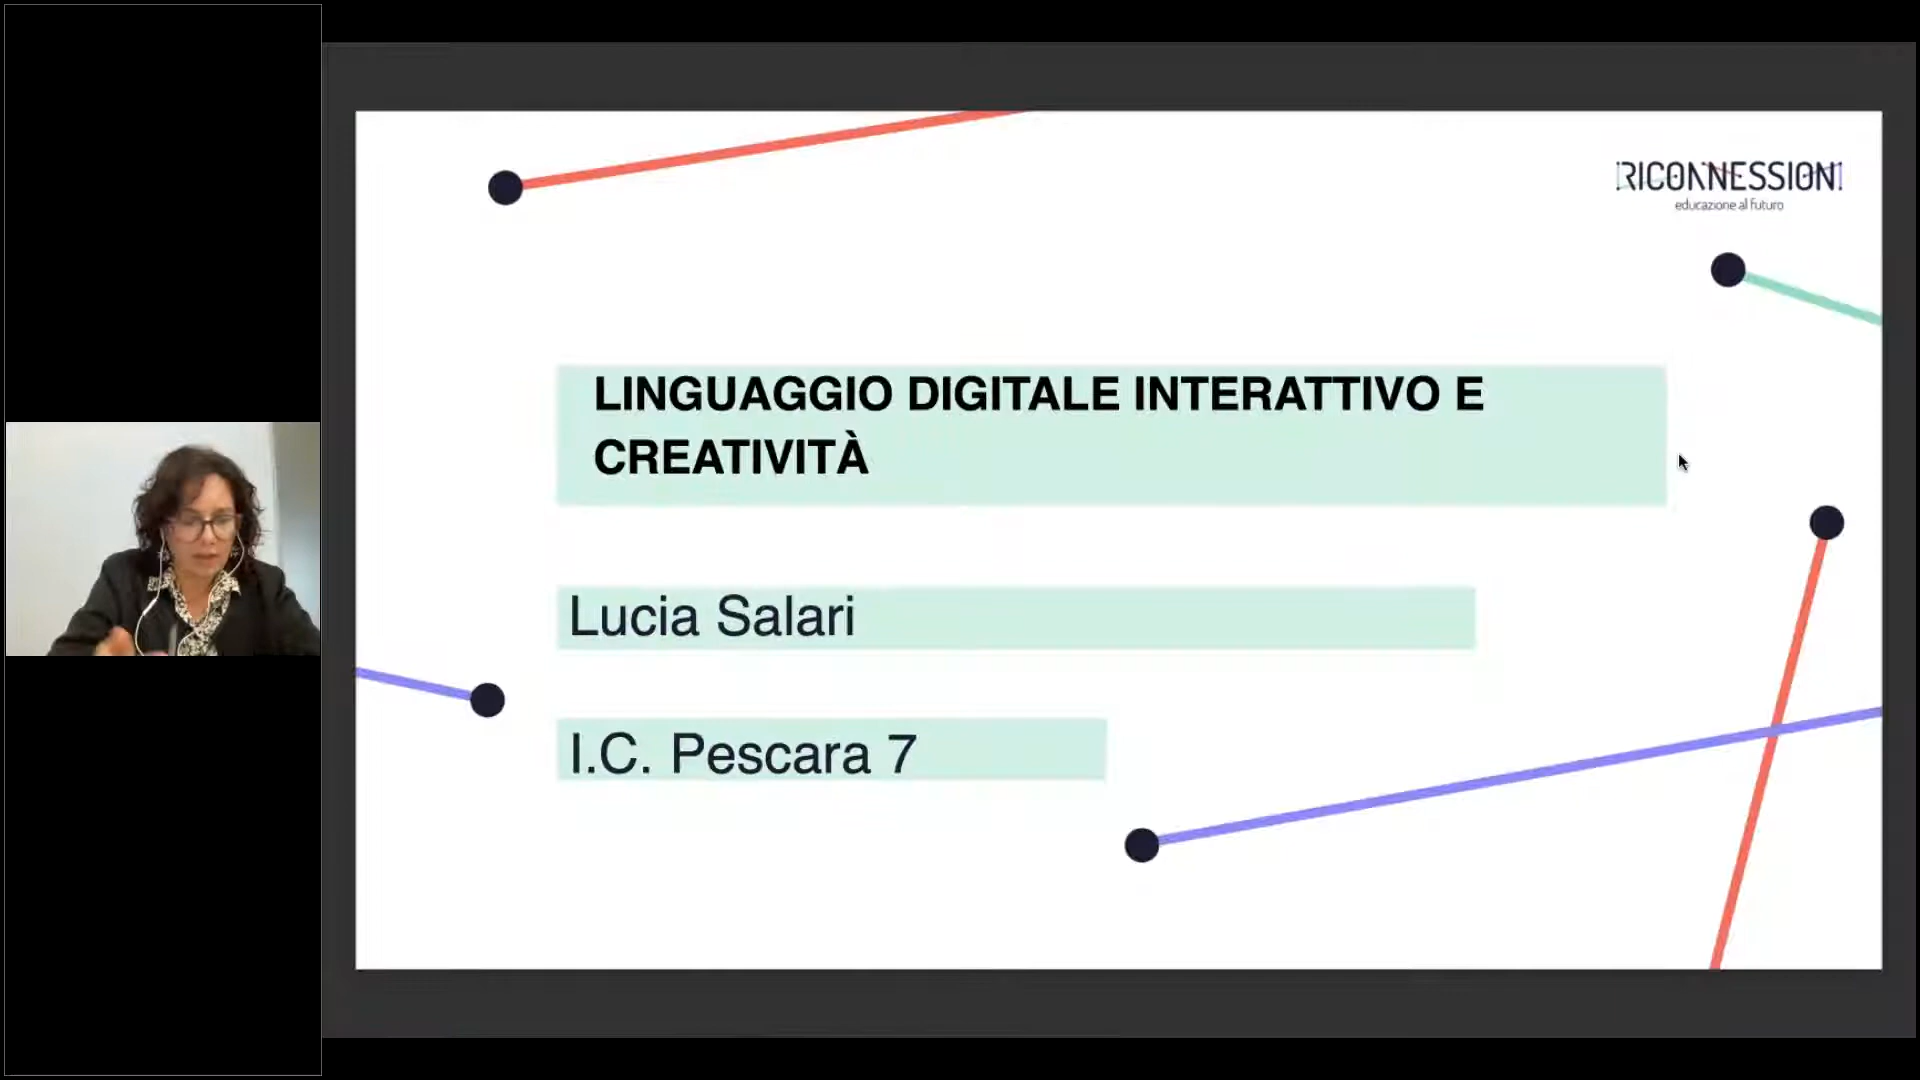 RICONNESSIONI
educazione al futuro
LINGUAGGIO DIGITALE INTERATTIVO E
CREATIVITÀ
Lucia Salari
I.C. Pescara 7